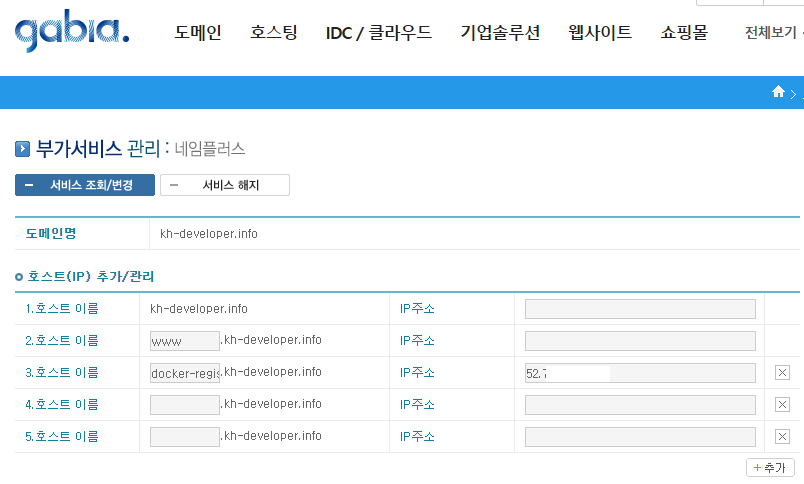 gabia.
도메인 호스팅 IDC / 클라우드 기업솔루션 웹사이트 쇼핑몰 전체보기
부가서비스 관리 : 네임플러스
서비스 조회/변경 서비스 해지
도메인명 kh-developer.info
호스트(IP) 추가/관리
1.호스트 이름 kh-developer.info IP주소
2.호스트 이름 www .kh-developer.info IP주소
3.호스트 이름 docker-regis .kh-developer.info IP주소 52.7
4.호스트 이름 .kh-developer.info IP주소
5.호스트 이름 .kh-developer.info IP주소
+ 추가